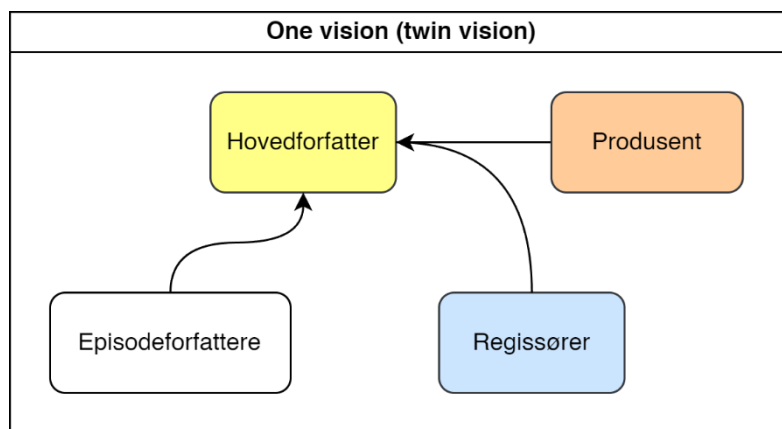 One vision (twin vision)
Hovedforfatter
Produsent
Episodeforfattere
Regissører